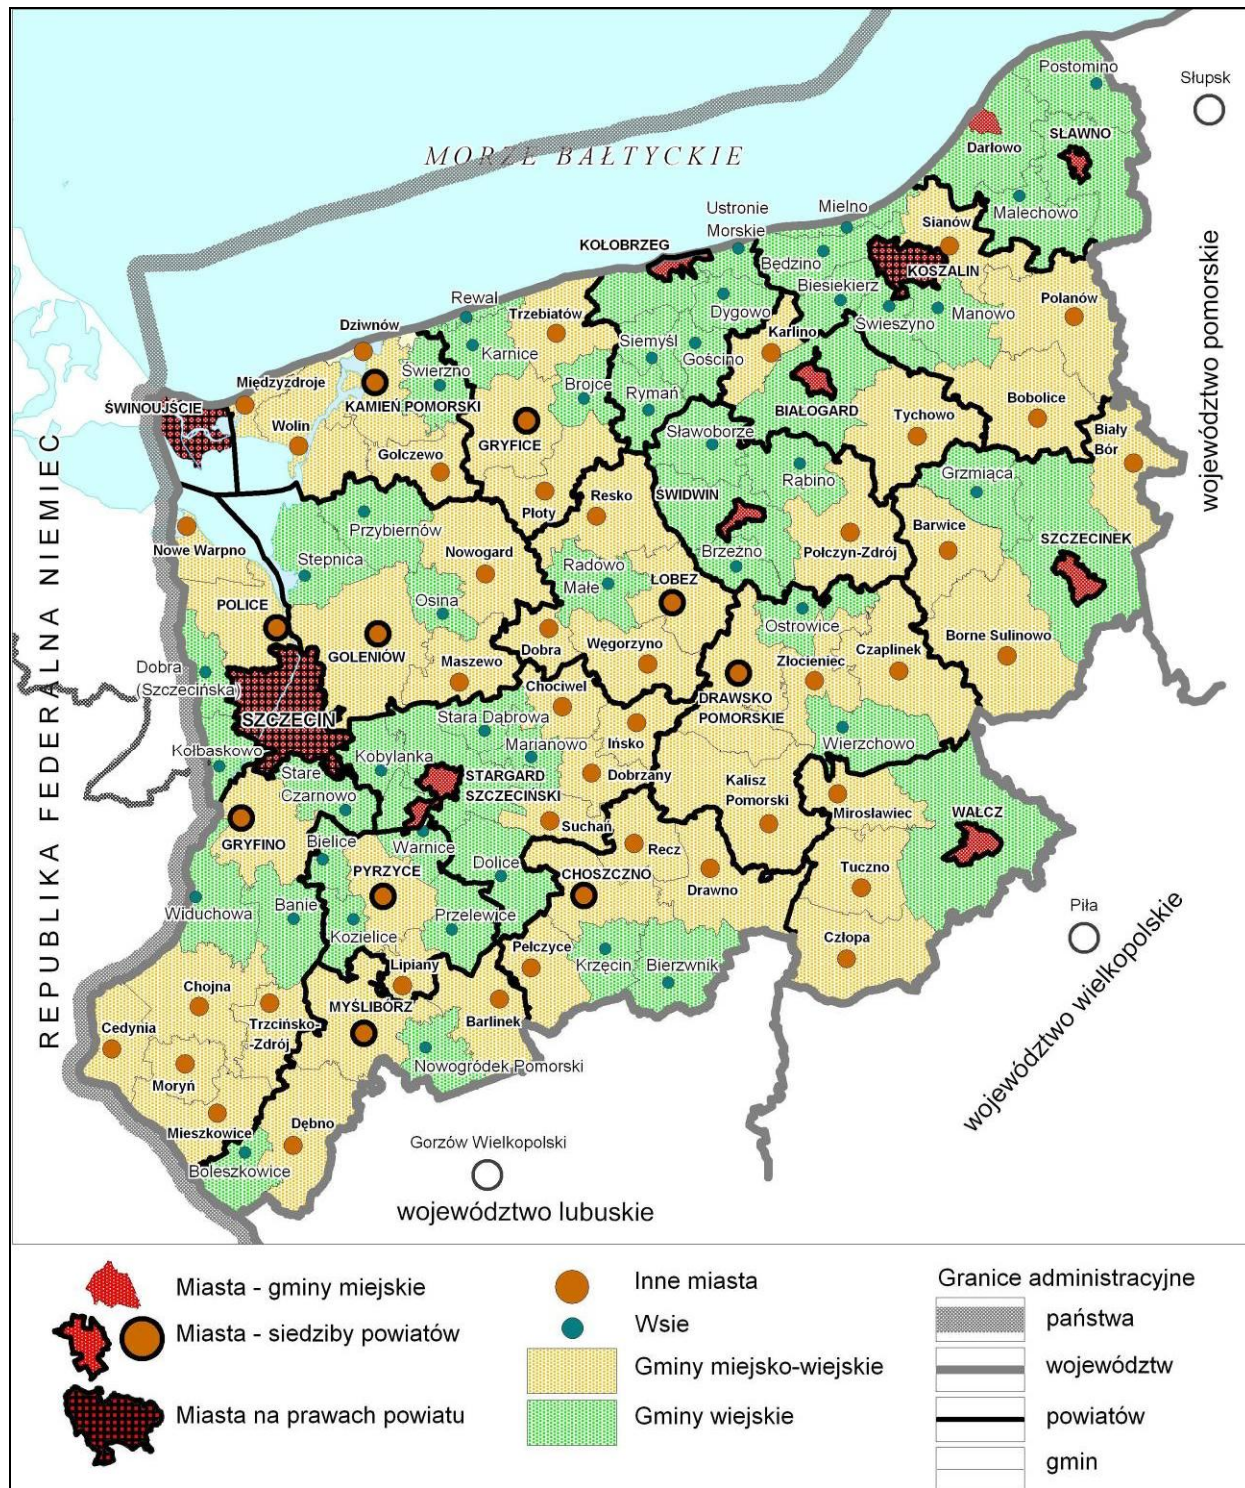 Postomino
Słupsk
MORZE BAŁTYCKIE
Darłowo
SŁAWNO
Malechowo
Ustronie
Morskie
Mielno
Sianów
KOŁOBRZEG
Będzino
KOSZALIN
województwo pomorskie
Rewal
Dziwnów
Trzebiatów
Dygowo
Biesiekierz
Świeszyno
Manowo
Polanów
Karnice
Siemyśl
Gościno
Karlino
Międzyzdroje
Świerzno
Brojce
Rymań
BIAŁOGARD
ŚWINOUJŚCIE
KAMIEŃ POMORSKI
Wolin
GRYFICE
Tychowo
Bobolice
Biały
Bór
Golczewo
Sławoborze
Rąbino
Grzmiąca
Płoty
Resko
ŚWIDWIN
Barwice
Nowe Warpno
Przybiernów
Stepnica
Nowogard
Radowo
Małe
ŁOBEZ
Brzeżno
Połczyn-Zdrój
SZCZECINEK
REPUBLIKA FEDERALNA NIEMIEC
POLICE
Osina
Ostrowice
Borne Sulinowo
GOLENIÓW
Maszewo
Dobra
Węgorzyno
Złocieniec
Czaplinek
Dobra
(Szczecińska)
Chociwel
DRAWSKO
POMORSKIE
SZCZECIN
Stara Dąbrowa
Ińsko
Kołbaskowo
Kobylanka
Marianowo
Wierzchowo
Stare
Czarnowo
STARGARD
SZCZECIŃSKI
Dobrzany
Kalisz
Pomorski
Mirosławiec
WAŁCZ
GRYFINO
Bielice
Warnice
Suchań
Recz
PYRZYCE
Dolice
CHOSZCZNO
Drawno
Tuczno
Widuchowa
Banie
Kozielice
Przelewice
Piła
Człopa
Pełczyce
Krzęcin
Bierzwnik
Lipiany
województwo wielkopolskie
Chojna
MYŚLIBÓRZ
Barlinek
Cedynia
Trzcińsko-
-Zdrój
Moryń
Nowogródek Pomorski
Mieszkowice
Dębno
Boleszkowice
Gorzów Wielkopolski
województwo lubuskie
Miasta - gminy miejskie
Miasta - siedziby powiatów
Miasta na prawach powiatu
Inne miasta
Wsie
Gminy miejsko-wiejskie
Gminy wiejskie
Granice administracyjne
państwa
województw
powiatów
gmin